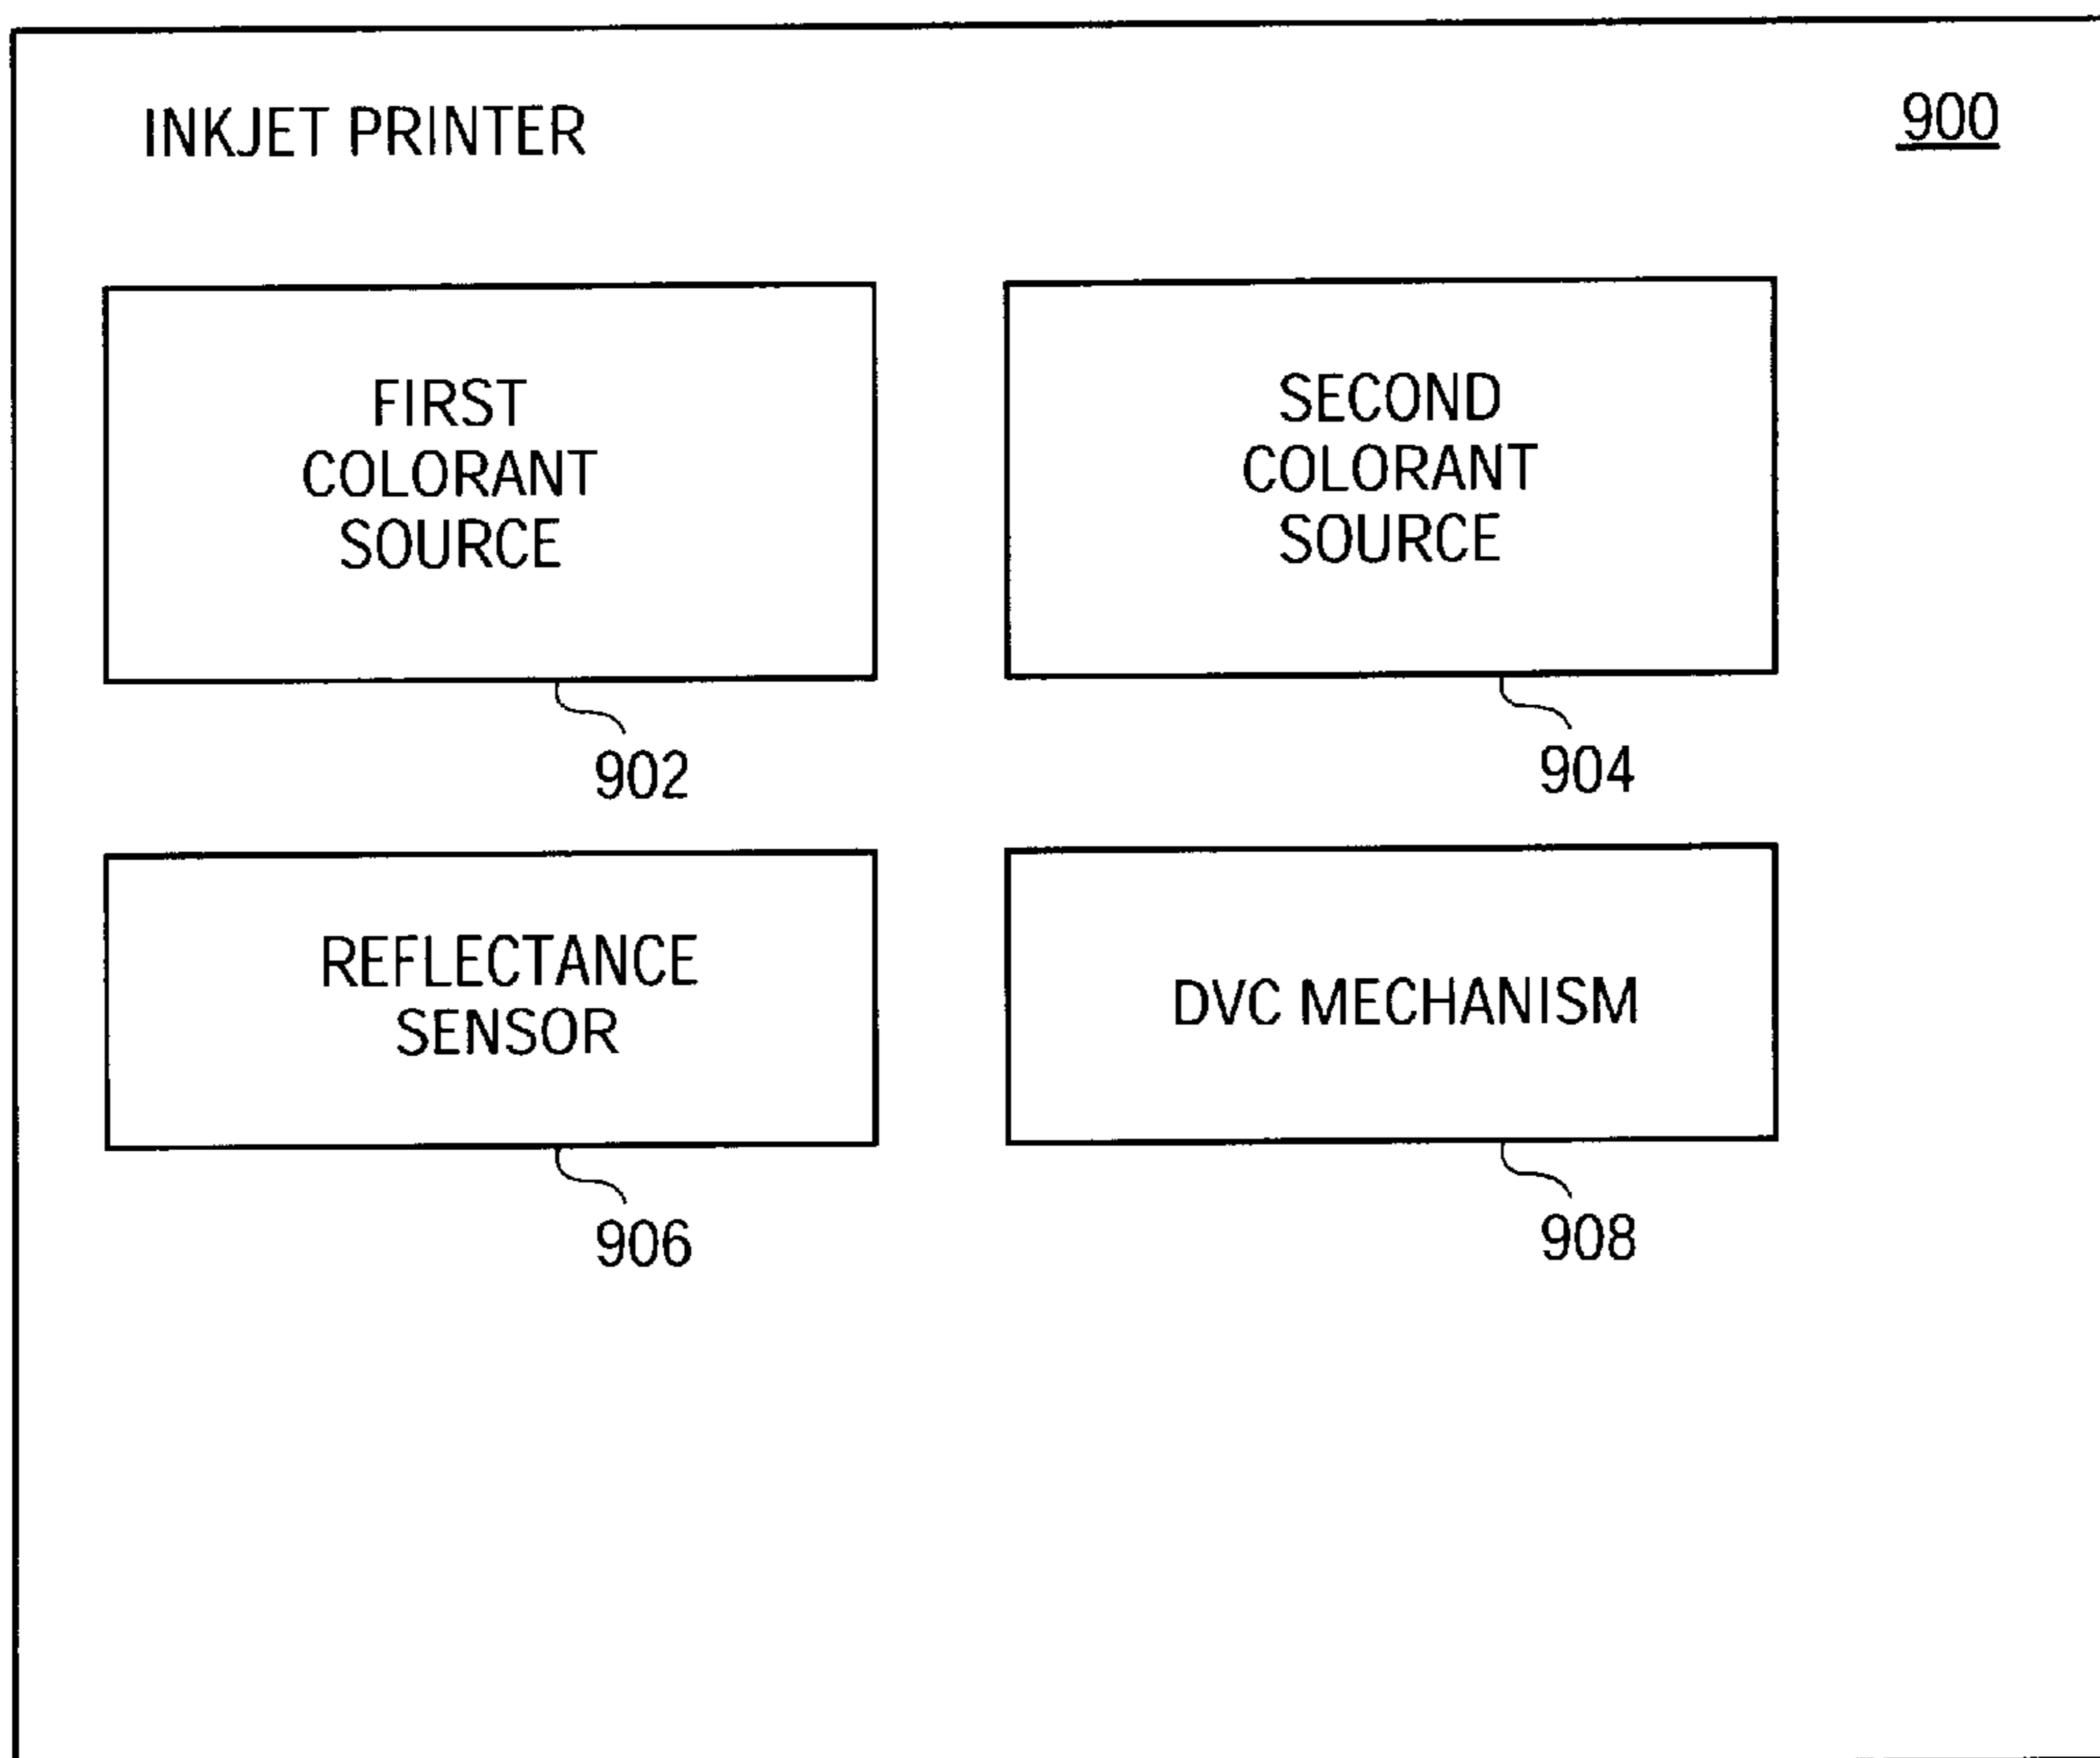 INKJET PRINTER
900
FIRST
COLORANT
SOURCE
902
SECOND
COLORANT
SOURCE
904
REFLECTANCE
SENSOR
906
DVC MECHANISM
908